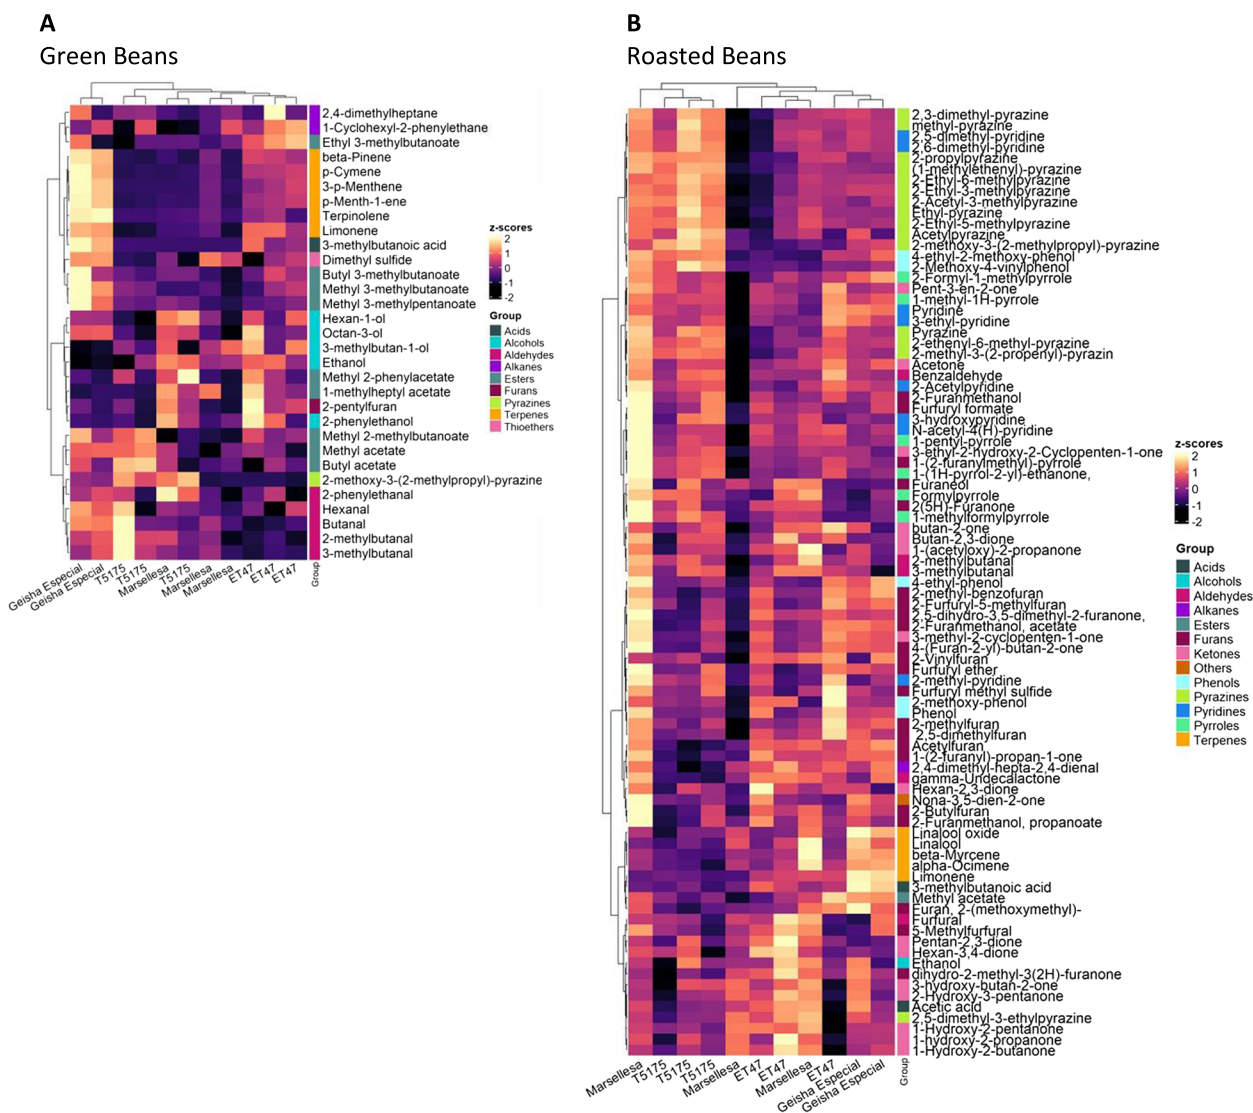 A
Green Beans
2,4-dimethylheptane
1-Cyclohexyl-2-phenylethane
Ethyl 3-methylbutanoate
beta-Pinene
p-Cymene
3-p-Menthene
p-Menth-1-ene
Terpinolene
Limonene
3-methylbutanoic acid
Dimethyl sulfide
Butyl 3-methylbutanoate
Methyl 3-methylbutanoate
Methyl 3-methylpentanoate
Hexan-1-ol
Octan-3-ol
3-methylbutan-1-ol
Ethanol
Methyl 2-phenylacetate
1-methylheptyl acetate
2-pentylfuran
2-phenylethanol
Methyl 2-methylbutanoate
Methyl acetate
Butyl acetate
2-methoxy-3-(2-methylpropyl)-pyrazine
2-phenylethanal
Hexanal
Butanal
2-methylbutanal
3-methylbutanal
Geisha Especial
Geisha Especial
T5175
T5175
Marsellesa
T5175
Marsellesa
Marsellesa
ET47
ET47
ET47
Group
z-scores
2
1
0
-1
-2
Group
Acids
Alcohols
Aldehydes
Alkanes
Esters
Furans
Pyrazines
Terpenes
Thioethers
B
Roasted Beans
2,3-dimethyl-pyrazine
methyl-pyrazine
2,5-dimethyl-pyridine
2,6-dimethyl-pyridine
2-propylpyrazine
(1-methylethenyl)-pyrazine
2-Ethyl-6-methylpyrazine
2-Ethyl-3-methylpyrazine
2-Acetyl-3-methylpyrazine
Ethyl-pyrazine
2-Ethyl-5-methylpyrazine
Acetylpyrazine
2-methoxy-3-(2-methylpropyl)-pyrazine
4-ethyl-2-methoxy-phenol
2-Methoxy-4-vinylphenol
2-Formyl-1-methylpyrrole
Pent-3-en-2-one
1-methyl-1H-pyrrole
Pyridine
3-ethyl-pyridine
Pyrazine
2-ethenyl-6-methyl-pyrazine
2-methyl-3-(2-propenyl)-pyrazin
Acetone
Benzaldehyde
2-Acetylpyridine
2-Furanmethanol
Furfuryl formate
3-hydroxypyridine
N-acetyl-4(H)-pyridine
1-pentyl-pyrrole
3-ethyl-2-hydroxy-2-Cyclopenten-1-one
1-(2-furanylmethyl)-pyrrole
1-(1H-pyrrol-2-yl)-ethanone,
Furaneol
Formylpyrrole
2(5H)-Furanone
1-methylformylpyrrole
butan-2-one
Butan-2,3-dione
1-(acetyloxy)-2-propanone
2-methylbutanal
3-methylbutanal
4-ethyl-phenol
2-methyl-benzofuran
2-Furfuryl-5-methylfuran
2,5-dihydro-3,5-dimethyl-2-furanone,
2-Furanmethanol, acetate
3-methyl-2-cyclopenten-1-one
4-(Furan-2-yl)-butan-2-one
2-Vinylfuran
Furfuryl ether
2-methyl-pyridine
Furfuryl methyl sulfide
2-methoxy-phenol
Phenol
2-methylfuran
2,5-dimethylfuran
Acetylfuran
1-(2-furanyl)-propan-1-one
2,4-dimethyl-hepta-2,4-dienal
gamma-Undecalactone
Hexan-2,3-dione
Nona-3,5-dien-2-one
2-Butylfuran
2-Furanmethanol, propanoate
Linalool oxide
Linalool
beta-Myrcene
alpha-Ocimene
Limonene
3-methylbutanoic acid
Methyl acetate
Furan, 2-(methoxymethyl)-
Furfural
5-Methylfurfural
Pentan-2,3-dione
Hexan-3,4-dione
Ethanol
dihydro-2-methyl-3(2H)-furanone
3-hydroxy-butan-2-one
2-Hydroxy-3-pentanone
Acetic acid
2,5-dimethyl-3-ethylpyrazine
1-Hydroxy-2-pentanone
1-hydroxy-2-propanone
1-Hydroxy-2-butanone
Marsellesa
T5175
T5175
T5175
Marsellesa
ET47
ET47
Marsellesa
ET47
Geisha Especial
Geisha Especial
Group
z-scores
2
1
0
-1
-2
Group
Acids
Alcohols
Aldehydes
Alkanes
Esters
Furans
Ketones
Others
Phenols
Pyrazines
Pyridines
Pyrroles
Terpenes